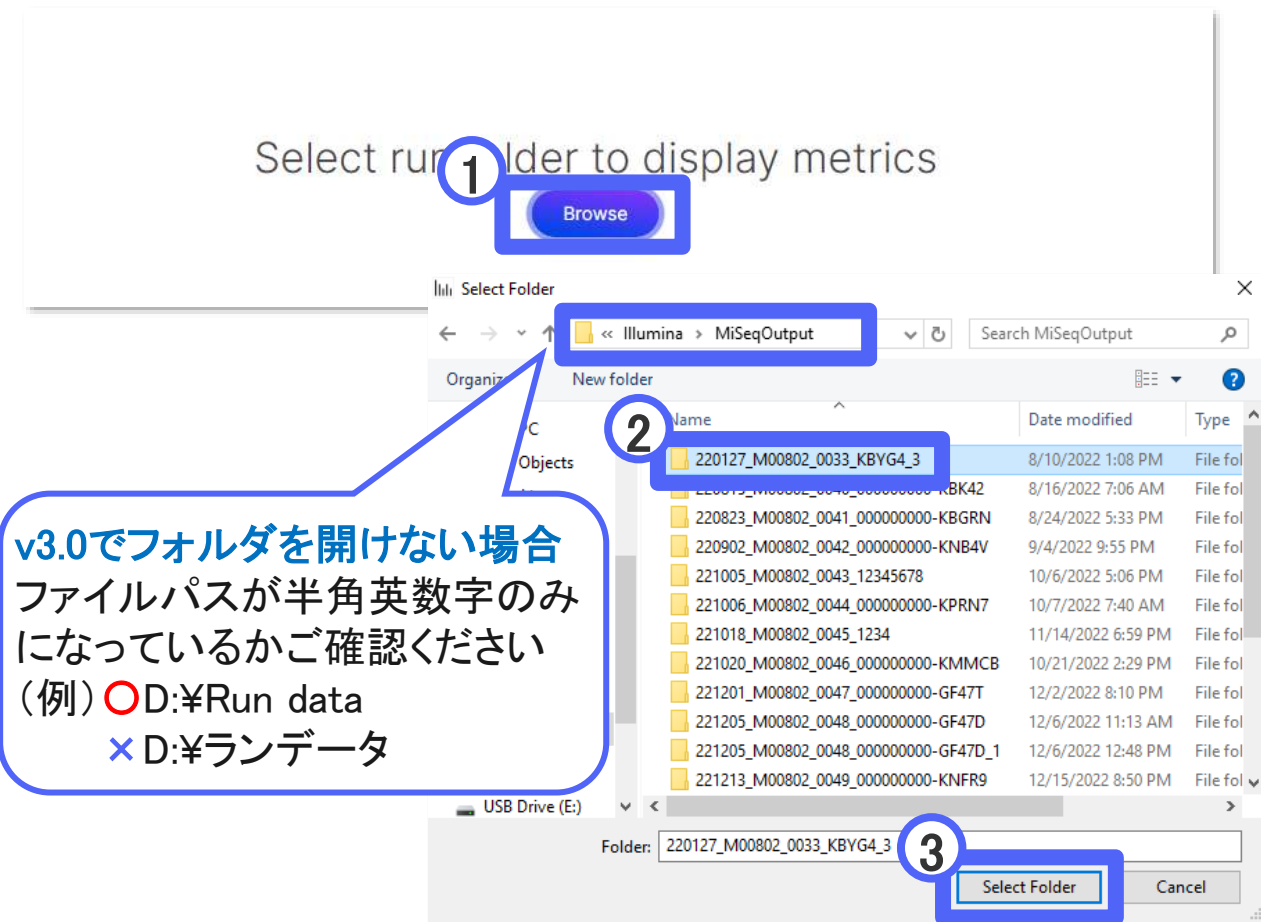 Select run folder to display metrics
1
Browse
Select Folder
« Illumina > MiSeqOutput
Search MiSeqOutput
Organize
New folder
PC
Objects
2
Name
Date modified
Type
220127_M00802_0033_KBYG4_3
8/10/2022 1:08 PM
File fol
KBK42
8/16/2022 7:06 AM
File fol
220823_M00802_0041_000000000-KBGRN
8/24/2022 5:33 PM
File fol
220902_M00802_0042_000000000-KNB4V
9/4/2022 9:55 PM
File fol
221005_M00802_0043_12345678
10/6/2022 5:06 PM
File fol
221006_M00802_0044_000000000-KPRN7
10/7/2022 7:40 AM
File fol
221018_M00802_0045_1234
11/14/2022 6:59 PM
File fol
221020_M00802_0046_000000000-KMMCB
10/21/2022 2:29 PM
File fol
221201_M00802_0047_000000000-GF47T
12/2/2022 8:10 PM
File fol
221205_M00802_0048_000000000-GF47D
12/6/2022 11:13 AM
File fol
221205_M00802_0048_000000000-GF47D_1
12/6/2022 12:48 PM
File fol
221213_M00802_0049_000000000-KNFR9
12/15/2022 8:50 PM
File fol
v3.0でフォルダを開けない場合
ファイルパスが半角英数字のみ
になっているかご確認ください
（例）○D:¥Run data
×D:¥ランデータ
USB Drive (E:)
Folder:
220127_M00802_0033_KBYG4_3
3
Select Folder
Cancel